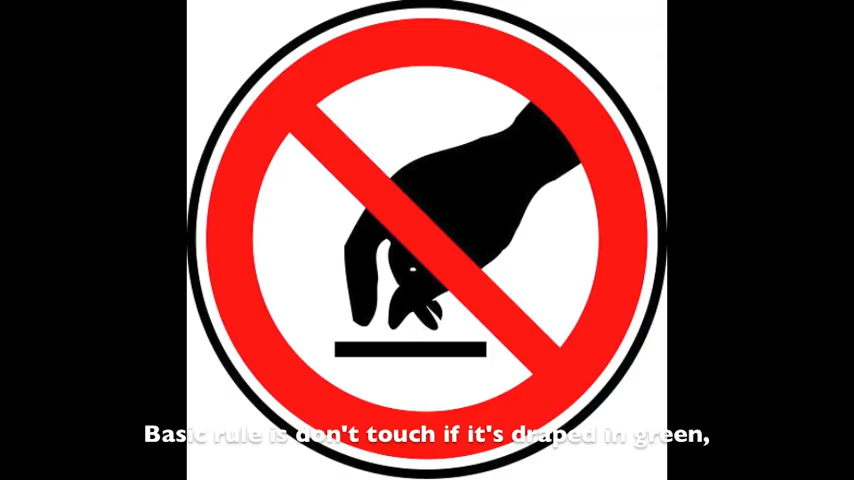 Basic rule is don't touch if it's draped in green,